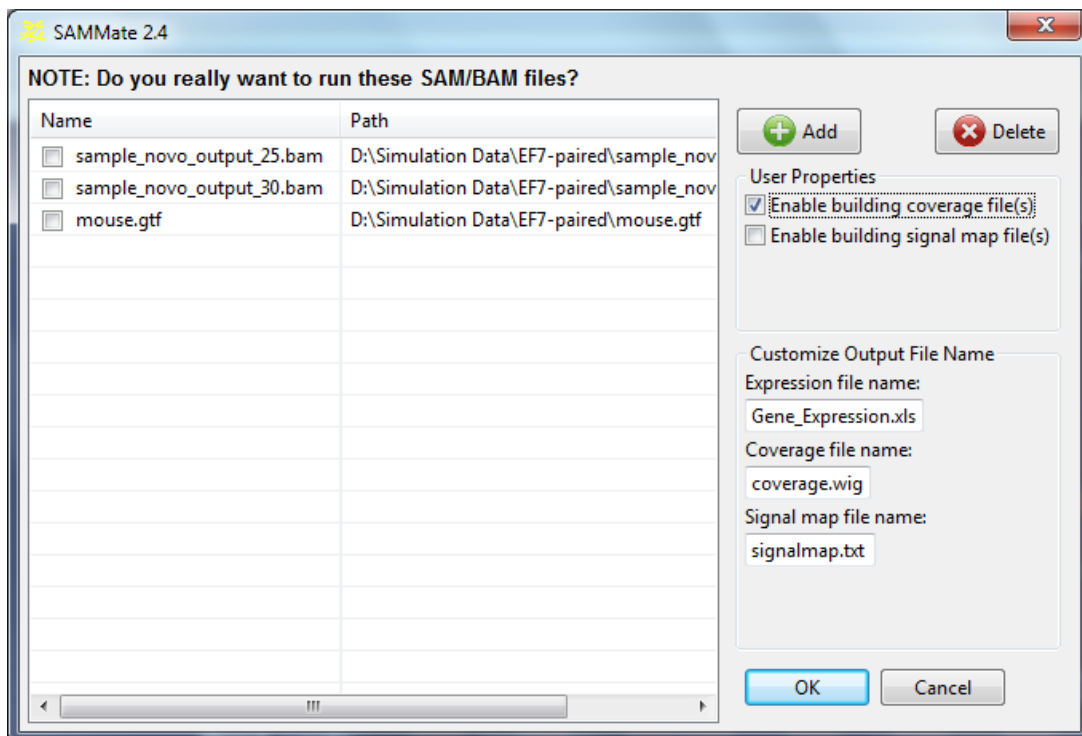 SAMMate 2.4
NOTE: Do you really want to run these SAM/BAM files?
Name Path
sample_novo_output_25.bam D:\Simulation Data\EF7-paired\sample_nov
sample_novo_output_30.bam D:\Simulation Data\EF7-paired\sample_nov
mouse.gtf D:\Simulation Data\EF7-paired\mouse.gtf
Add Delete
User Properties
Enable building coverage file(s)
Enable building signal map file(s)
Customize Output File Name
Expression file name:
Gene_Expression.xls
Coverage file name:
coverage.wig
Signal map file name:
signalmap.txt
OK Cancel